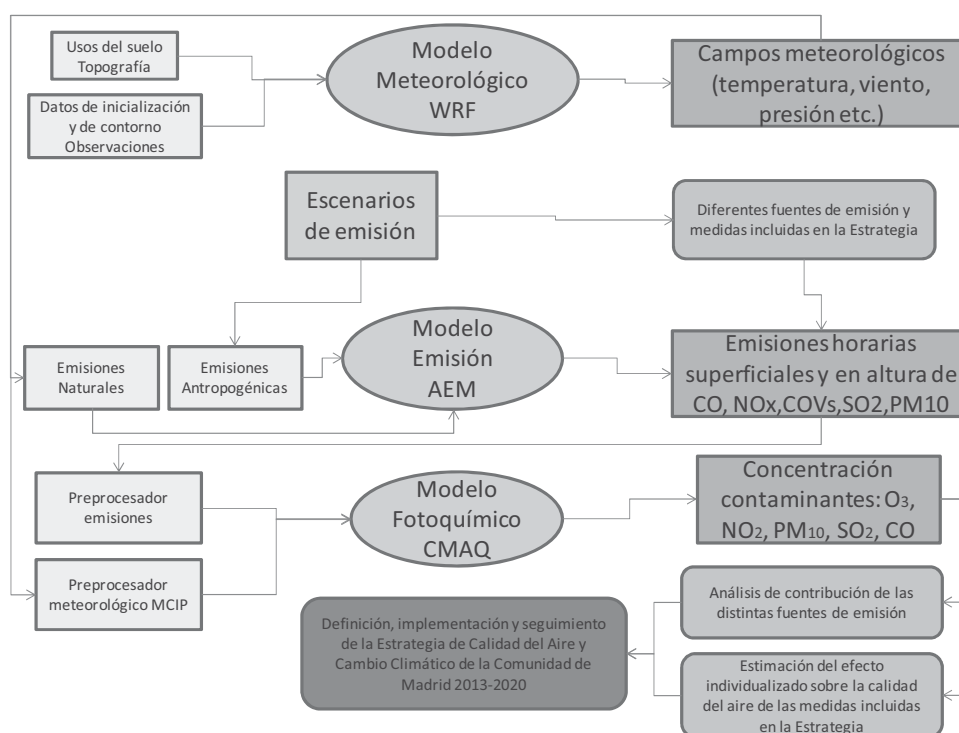 Usos del suelo
Topografía
Modelo
Meteorológico
WRF
Campos meteorológicos
(temperatura, viento,
presión etc.)
Datos de inicialización
y de contorno
Observaciones
Escenarios
de emisión
Diferentes fuentes de emisión y
medidas incluidas en la Estrategia
Emisiones
Naturales
Emisiones
Antropogénicas
Modelo
Emisión
AEM
Emisiones horarias
superficiales y en altura de
CO, NOx,COVs,SO2,PM10
Preprocesador
emisiones
Modelo
Fotoquímico
CMAQ
Concentración
contaminantes: O3,
NO2, PM10, SO2, CO
Preprocesador
meteorológico MCIP
Análisis de contribución de las
distintas fuentes de emisión
Definición, implementación y seguimiento
de la Estrategia de Calidad del Aire y
Cambio Climático de la Comunidad de
Madrid 2013-2020
Estimación del efecto
individualizado sobre la calidad
del aire de las medidas incluidas
en la Estrategia